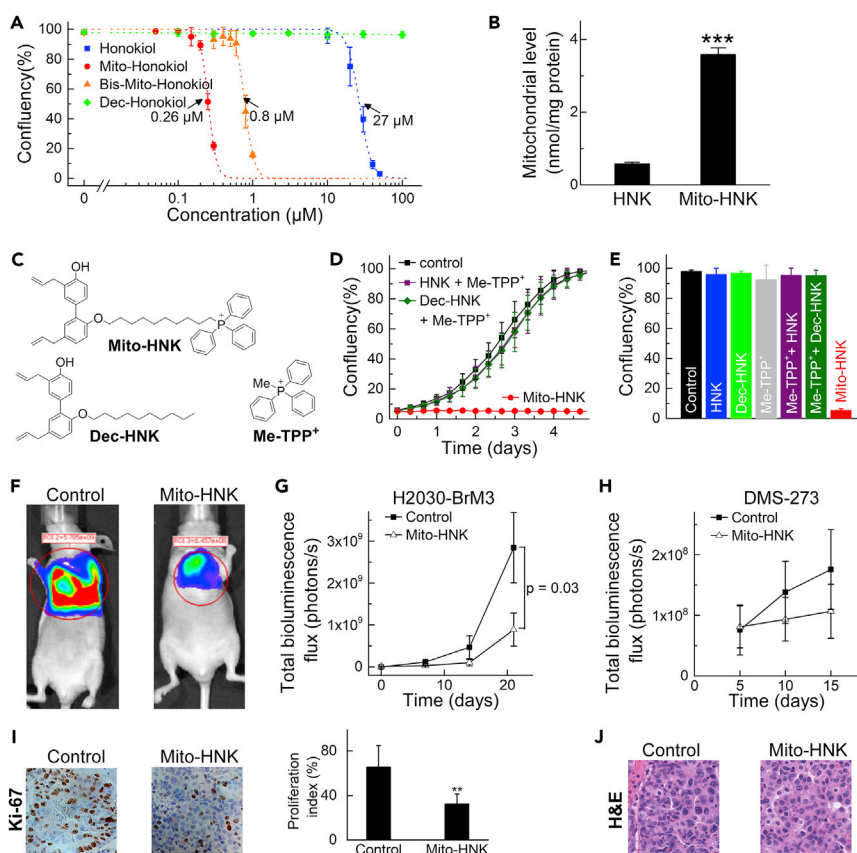 A
Confluency(%)
100
80
60
40
20
0
Honokiol
Mito-Honokiol
Bis-Mito-Honokiol
Dec-Honokiol
0.26 µM
0.8 µM
27 µM
0
0.1
1
10
100
Concentration (µM)
B
Mitochondrial level
(nmol/mg protein)
4
2
0
***
HNK
Mito-HNK
C
OH
O
P
+
Mito-HNK
OH
O
Dec-HNK
Me
P
+
Me-TPP+
D
Confluency(%)
100
80
60
40
20
0
control
HNK + Me-TPP+
Dec-HNK
+ Me-TPP+
Mito-HNK
0
1
2
3
4
Time (days)
E
Confluency(%)
100
80
60
40
20
0
Control
HNK
Dec-HNK
Me-TPP+
Me-TPP++ HNK
Me-TPP++ Dec-HNK
Mito-HNK
F
Control
Mito-HNK
G
H2030-BrM3
Total bioluminescence
flux (photons/s)
3x10⁹
2x10⁹
1x10⁹
0
Control
Mito-HNK
p = 0.03
0
5
10
15
20
Time (days)
H
DMS-273
Total bioluminescence
flux (photons/s)
2x10⁸
1x10⁸
0
Control
Mito-HNK
0
5
10
15
Time (days)
I
Ki-67
Control
Mito-HNK
Proliferation
index (%)
80
40
0
**
Control
Mito-HNK
J
H&E
Control
Mito-HNK